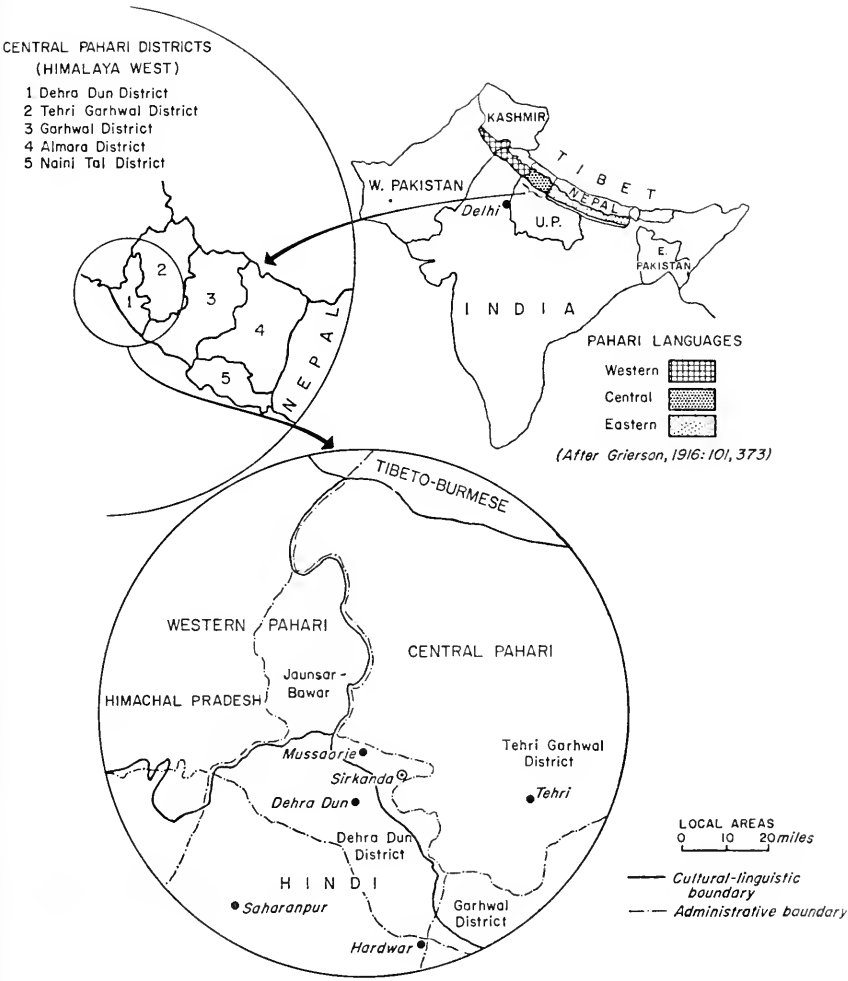 CENTRAL PAHARI DISTRICTS
(HIMALAYA WEST)
1 Dehra Dun District
2 Tehri Garhwal District
3 Garhwal District
4 Almora District
5 Naini Tal District
KASHMIR
TIBET
W. PAKISTAN
NEPAL
Delhi
U.P.
E.
PAKISTAN
INDIA
2
1
3
4
5
NEPAL
PAHARI LANGUAGES
Western
Central
Eastern
(After Grierson, 1916: 101, 373)
TIBETO-BURMESE
WESTERN PAHARI
CENTRAL PAHARI
Jaunsar-
Bawar
HIMACHAL PRADESH
Mussoorie
Sirkanda
Tehri Garhwal
District
Dehra Dun
Tehri
Dehra Dun
District
HINDI
Garhwal
District
Saharanpur
Hardwar
LOCAL AREAS
0 10 20 miles
Cultural-linguistic
boundary
Administrative boundary